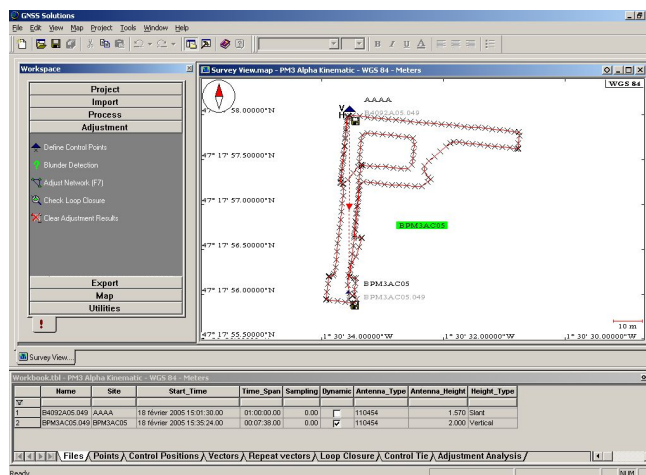 GNSS Solutions
File Edit View Map Project Tools Window Help
Workspace
Project
Import
Process
Adjustment
Define Control Points
Blunder Detection
Adjust Network (F7)
Check Loop Closure
Clear Adjustment Results
Export
Map
Utilities
Survey View.map - PM3 Alpha Kinematic - WGS 84 - Meters
WGS 84
AAAA
V
47° 17' 58.00000"N
H
B4092A05.049
47° 17' 57.50000"N
47° 17' 57.00000"N
BPM3AC05
47° 17' 56.50000"N
BPM3AC05
47° 17' 56.00000"N
BPM3AC05.049
10 m
47° 17' 55.50000"N
1° 30' 34.00000"W
1° 30' 32.00000"W
1° 30' 30.00000"W
Survey View....
Workbook.tbl - PM3 Alpha Kinematic - WGS 84 - Meters
Name Site Start_Time Time_Span Sampling Dynamic Antenna_Type Antenna_Height Height_Type
1 B4092A05.049 AAAA 18 février 2005 15:01:30.00 01:00:00.00 0.00 110454 1.570 Slant
2 BPM3AC05.049 BPM3AC05 18 février 2005 15:35:24.00 00:07:38.00 0.00 110454 2.000 Vertical
Files Points Control Positions Vectors Repeat vectors Loop Closure Control Tie Adjustment Analysis
Ready
NUM